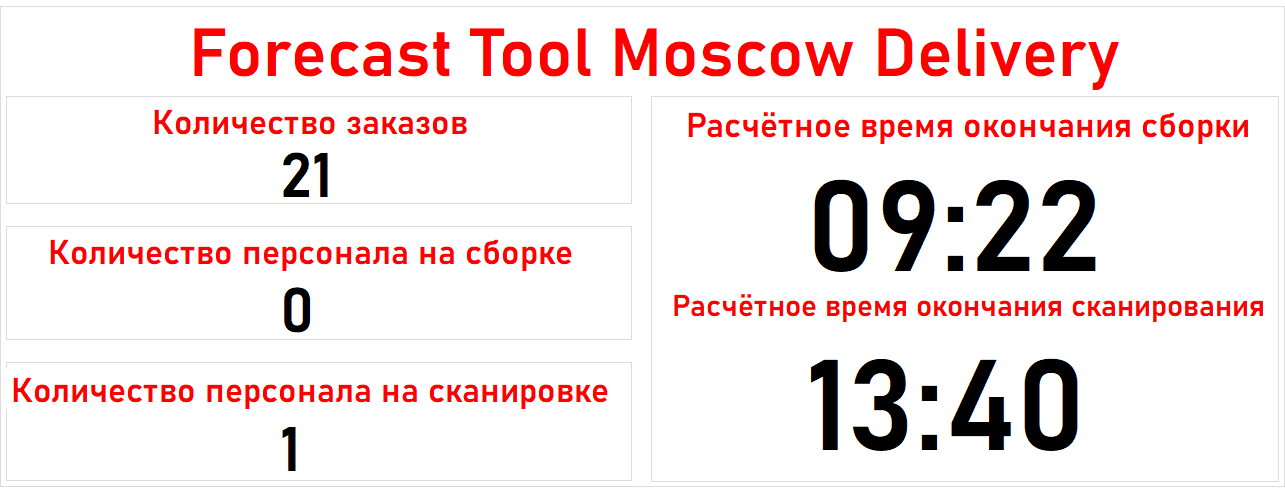 Forecast Tool Moscow Delivery
Количество заказов
21
Количество персонала на сборке
0
Количество персонала на сканировке
1
Расчётное время окончания сборки
09:22
Расчётное время окончания сканирования
13:40